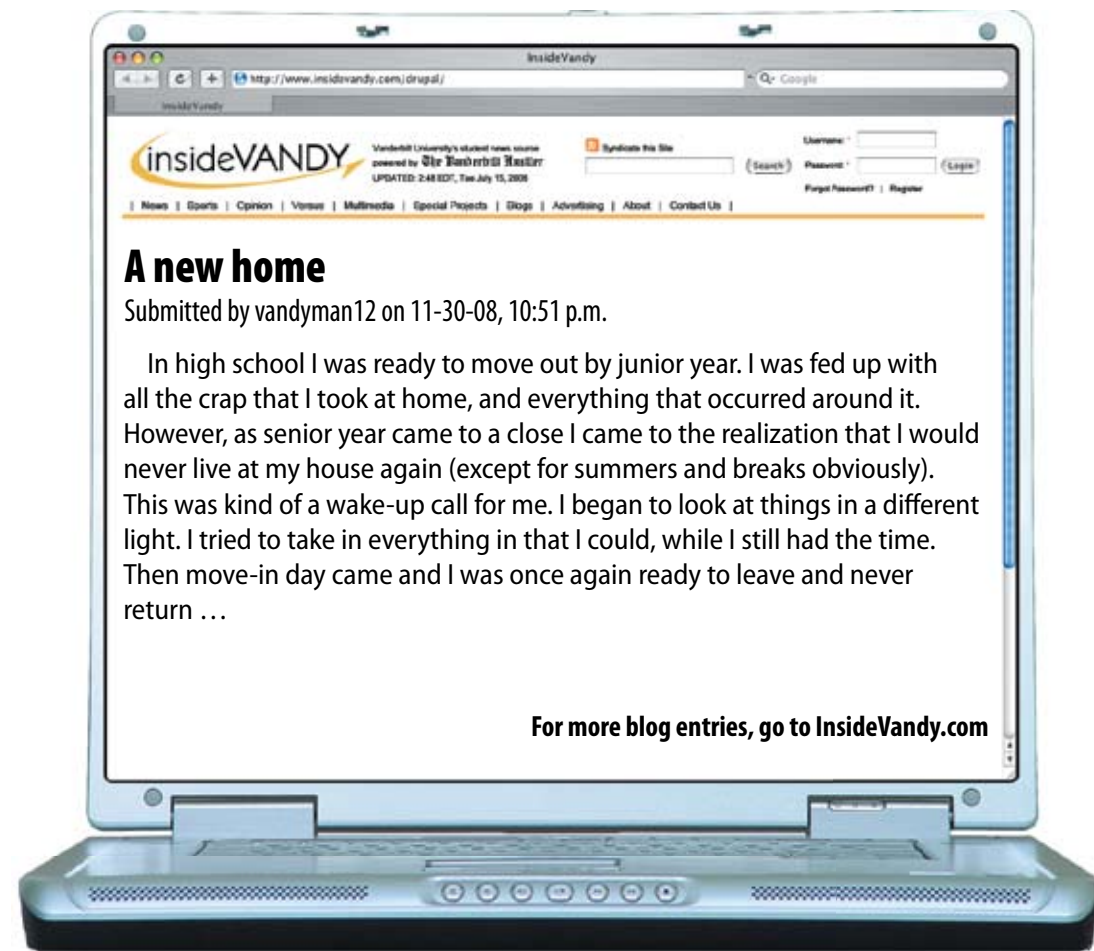 InsideVandy
http://www.insidevandy.com/drupal/
Google
InsideVandy
insideVANDY
Vanderbilt University's student news source
powered by The Vanderbilt Hustler
UPDATED: 2:48 EDT, Tue July 15, 2008
Syndicate this Site
(Search)
Username: *
Password: *
(Login)
Forgot Password? | Register
| News | Sports | Opinion | Versus | Multimedia | Special Projects | Blogs | Advertising | About | Contact Us |
A new home
Submitted by vandyman12 on 11-30-08, 10:51 p.m.
In high school I was ready to move out by junior year. I was fed up with
all the crap that I took at home, and everything that occurred around it.
However, as senior year came to a close I came to the realization that I would
never live at my house again (except for summers and breaks obviously).
This was kind of a wake-up call for me. I began to look at things in a different
light. I tried to take in everything in that I could, while I still had the time.
Then move-in day came and I was once again ready to leave and never
return …
For more blog entries, go to InsideVandy.com